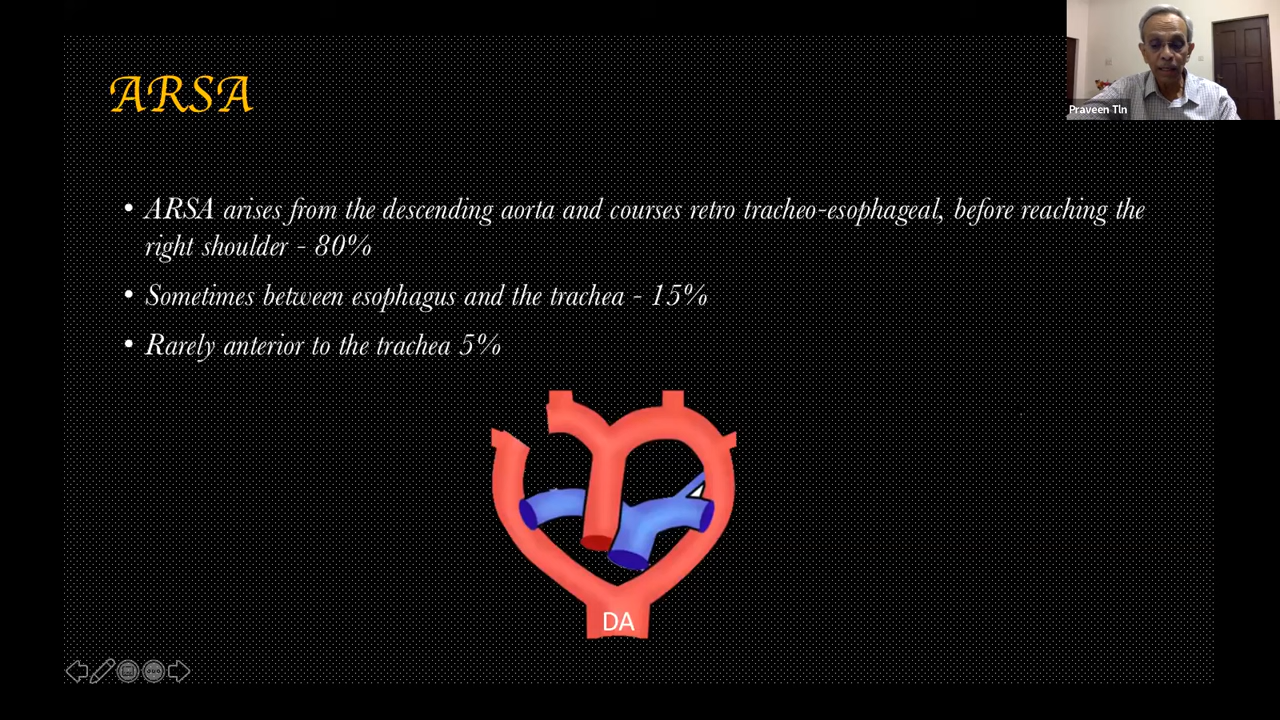 ARSA
Praveen Tln
• ARSA arises from the descending aorta and courses retro tracheo-esophageal, before reaching the
right shoulder - 80%
• Sometimes between esophagus and the trachea - 15%
• Rarely anterior to the trachea 5%
DA